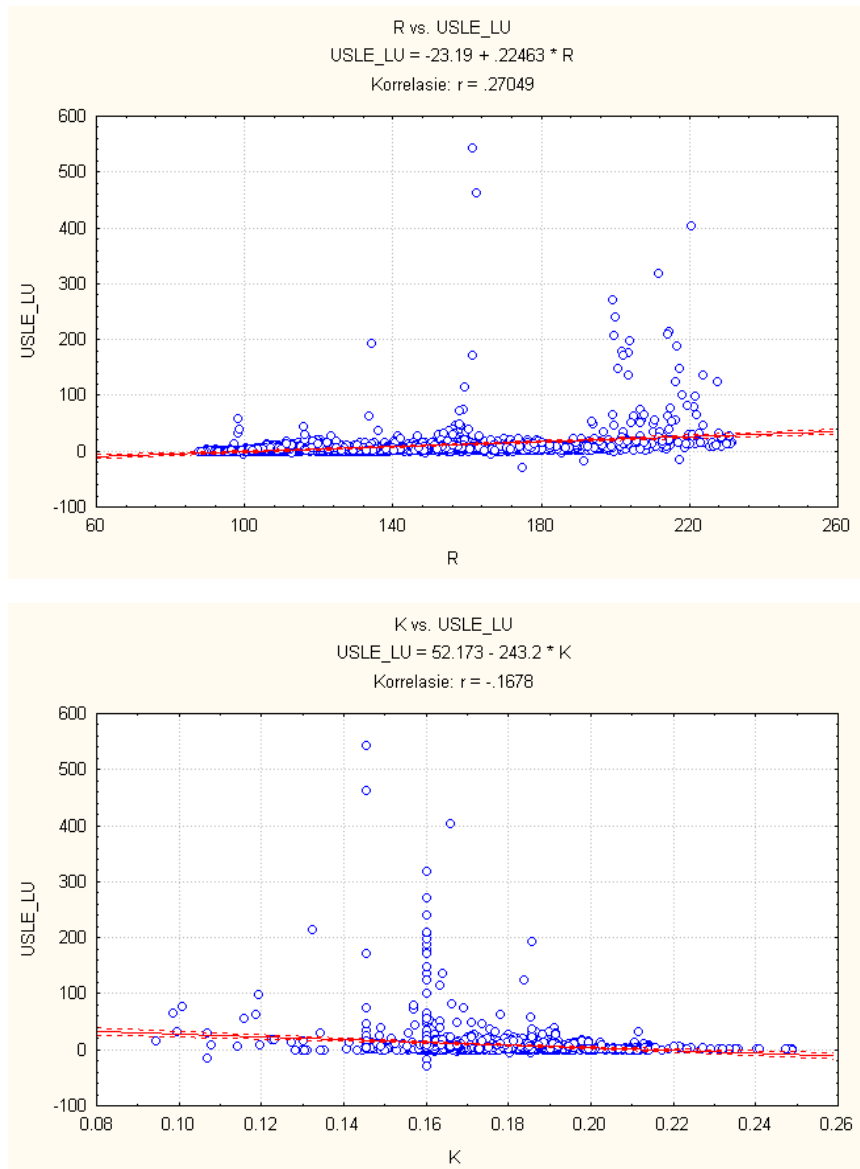 R vs. USLE_LU
USLE_LU = -23.19 + .22463 * R
Korrelasie: r = .27049
600
500
400
300
200
100
0
-100
USLE_LU
60 100 140 180 220 260
R
K vs. USLE_LU
USLE_LU = 52.173 - 243.2 * K
Korrelasie: r = -.1678
600
500
400
300
200
100
0
-100
USLE_LU
0.08 0.10 0.12 0.14 0.16 0.18 0.20 0.22 0.24 0.26
K